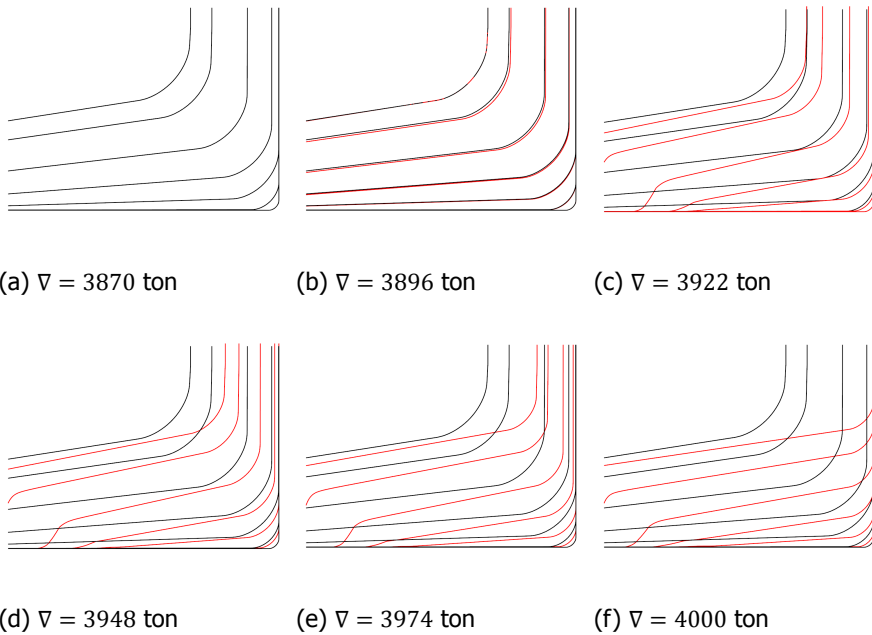 (a) ∇ = 3870 ton (b) ∇ = 3896 ton (c) ∇ = 3922 ton
(d) ∇ = 3948 ton (e) ∇ = 3974 ton (f) ∇ = 4000 ton